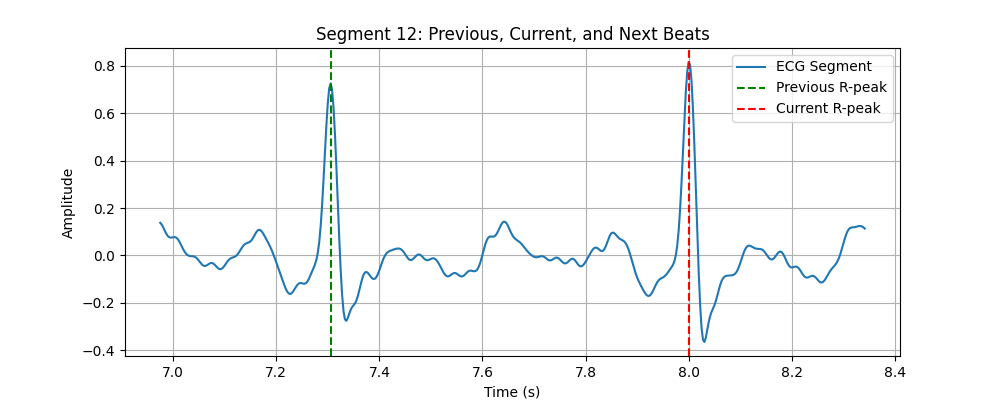 Segment 12: Previous, Current, and Next Beats
ECG Segment
Previous R-peak
Current R-peak
0.8
0.6
0.4
0.2
0.0
−0.2
−0.4
Amplitude
7.0 7.2 7.4 7.6 7.8 8.0 8.2 8.4
Time (s)